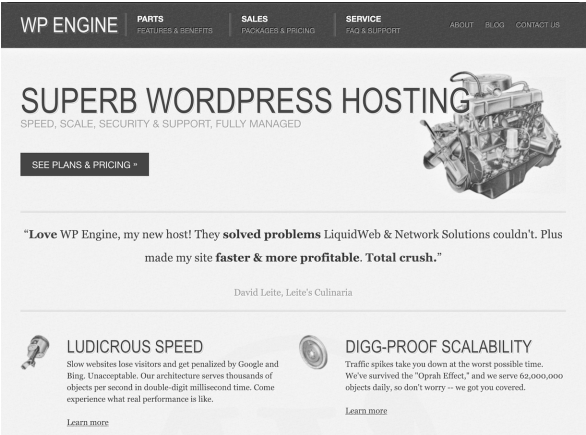 WP ENGINE
PARTS
FEATURES & BENEFITS
SALES
PACKAGES & PRICING
SERVICE
FAQ & SUPPORT
ABOUT BLOG CONTACT US
SUPERB WORDPRESS HOSTING
SPEED, SCALE, SECURITY & SUPPORT, FULLY MANAGED
SEE PLANS & PRICING »
“Love WP Engine, my new host! They solved problems LiquidWeb & Network Solutions couldn't. Plus
made my site faster & more profitable. Total crush.”
David Leite, Leite's Culinaria
LUDICROUS SPEED
Slow websites lose visitors and get penalized by Google and
Bing. Unacceptable. Our architecture serves thousands of
objects per second in double-digit millisecond time. Come
experience what real performance is like.
Learn more
DIGG-PROOF SCALABILITY
Traffic spikes take you down at the worst possible time.
We've survived the "Oprah Effect," and we serve 62,000,000
objects daily, so don't worry -- we got you covered.
Learn more